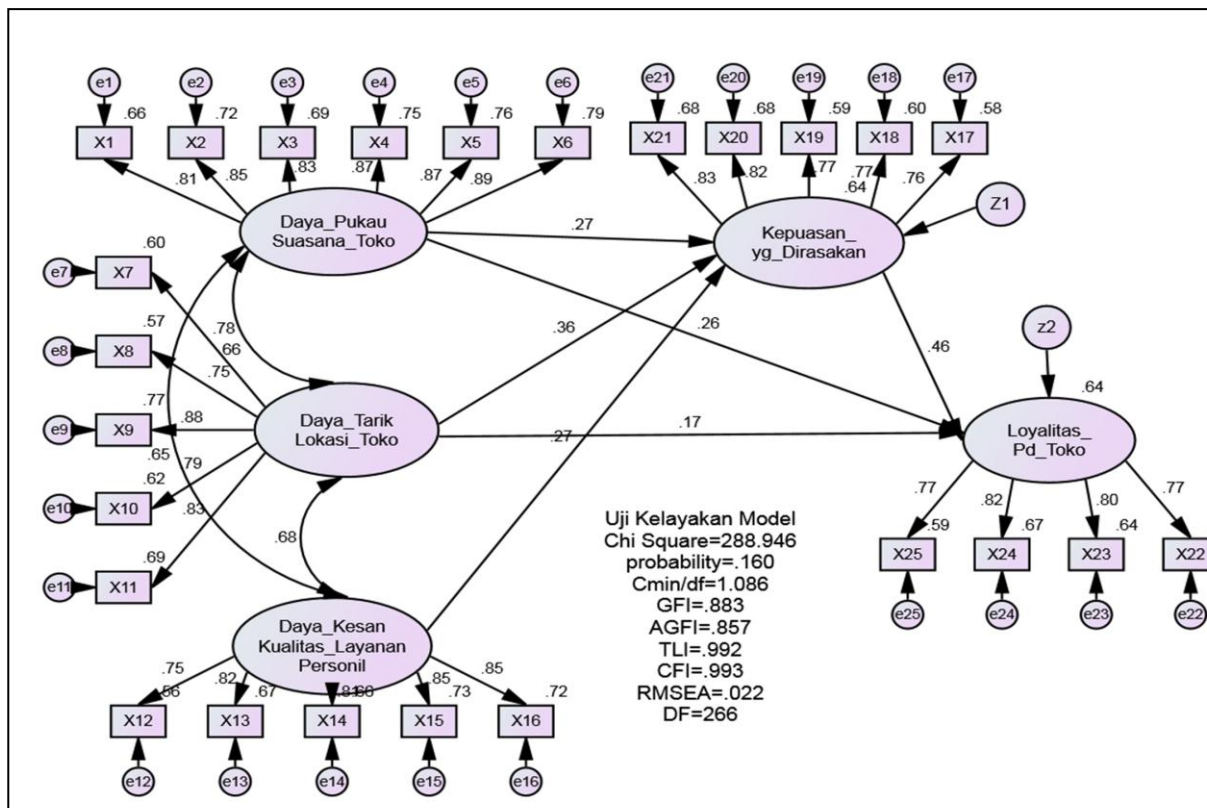 e1 e2 e3 e4 e5 e6
e21 e20 e19 e18 e17
.66 .72 .69 .75 .76 .79
.68 .68 .59 .60 .58
X1 X2 X3 X4 X5 X6
X21 X20 X19 X18 X17
.81 .85 .83 .87 .87 .89
.83 .82 .77 .77 .76
.64
Z1
Daya_Pukau
Suasana_Toko
.27
Kepuasan_
yg_Dirasakan
.60
e7 X7
.57
e8 X8
.78
.66
.75
.36
.26
.46
z2
.77
e9 X9
.88
Daya_Tarik
Lokasi_Toko
.17
.27
.64
Loyalitas_
Pd_Toko
.65
.79
.62
e10 X10
.83
.69
e11 X11
.68
.77 .82 .80 .77
.59 .67 .64
X25 X24 X23 X22
e25 e24 e23 e22
Uji Kelayakan Model
Chi Square=288.946
probability=.160
Cmin/df=1.086
GFI=.883
AGFI=.857
TLI=.992
CFI=.993
RMSEA=.022
DF=266
Daya_Kesan
Kualitas_Layanan
Personil
.75 .82 .85 .85
.56 .67 .73 .72
X12 X13 X14 X15 X16
e12 e13 e14 e15 e16